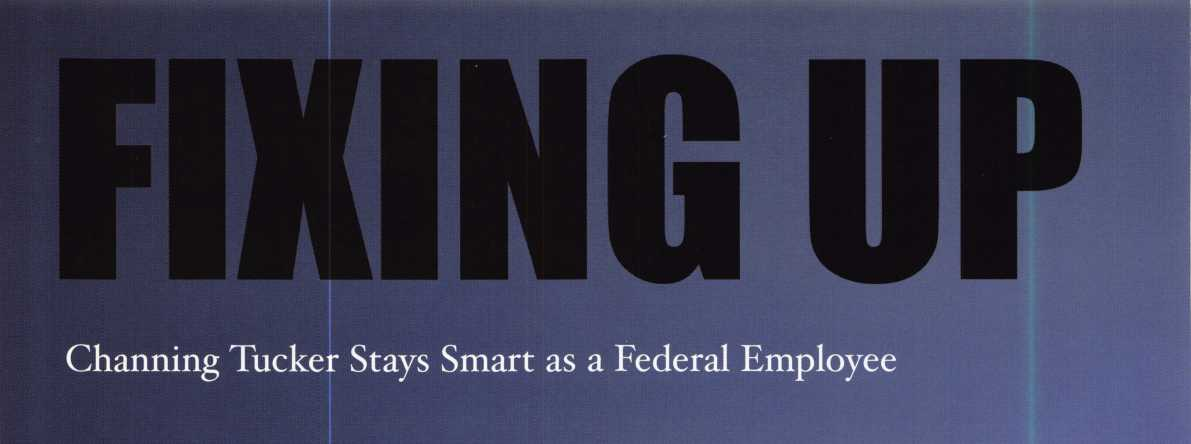 FIXING UP
Channing Tucker Stays Smart as a Federal Employee